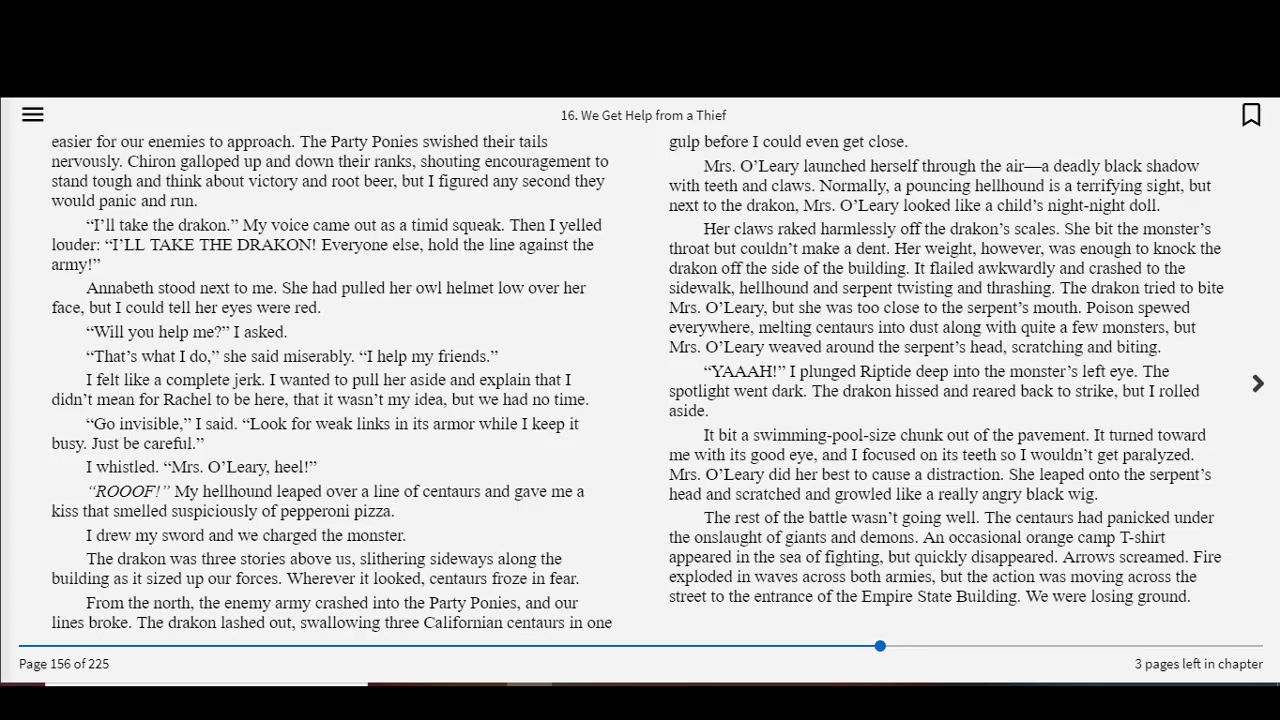 16. We Get Help from a Thief
easier for our enemies to approach. The Party Ponies swished their tails
nervously. Chiron galloped up and down their ranks, shouting encouragement to
stand tough and think about victory and root beer, but I figured any second they
would panic and run.
“I’ll take the drakon.” My voice came out as a timid squeak. Then I yelled
louder: “I’LL TAKE THE DRAKON! Everyone else, hold the line against the
army!”
Annabeth stood next to me. She had pulled her owl helmet low over her
face, but I could tell her eyes were red.
“Will you help me?” I asked.
“That’s what I do,” she said miserably. “I help my friends.”
I felt like a complete jerk. I wanted to pull her aside and explain that I
didn’t mean for Rachel to be here, that it wasn’t my idea, but we had no time.
“Go invisible,” I said. “Look for weak links in its armor while I keep it
busy. Just be careful.”
I whistled. “Mrs. O’Leary, heel!”
“ROOOF!” My hellhound leaped over a line of centaurs and gave me a
kiss that smelled suspiciously of pepperoni pizza.
I drew my sword and we charged the monster.
The drakon was three stories above us, slithering sideways along the
building as it sized up our forces. Wherever it looked, centaurs froze in fear.
From the north, the enemy army crashed into the Party Ponies, and our
lines broke. The drakon lashed out, swallowing three Californian centaurs in one
gulp before I could even get close.
Mrs. O’Leary launched herself through the air—a deadly black shadow
with teeth and claws. Normally, a pouncing hellhound is a terrifying sight, but
next to the drakon, Mrs. O’Leary looked like a child’s night-night doll.
Her claws raked harmlessly off the drakon’s scales. She bit the monster’s
throat but couldn’t make a dent. Her weight, however, was enough to knock the
drakon off the side of the building. It flailed awkwardly and crashed to the
sidewalk, hellhound and serpent twisting and thrashing. The drakon tried to bite
Mrs. O’Leary, but she was too close to the serpent’s mouth. Poison spewed
everywhere, melting centaurs into dust along with quite a few monsters, but
Mrs. O’Leary weaved around the serpent’s head, scratching and biting.
“YAAAH!” I plunged Riptide deep into the monster’s left eye. The
spotlight went dark. The drakon hissed and reared back to strike, but I rolled
aside.
It bit a swimming-pool-size chunk out of the pavement. It turned toward
me with its good eye, and I focused on its teeth so I wouldn’t get paralyzed.
Mrs. O’Leary did her best to cause a distraction. She leaped onto the serpent’s
head and scratched and growled like a really angry black wig.
The rest of the battle wasn’t going well. The centaurs had panicked under
the onslaught of giants and demons. An occasional orange camp T-shirt
appeared in the sea of fighting, but quickly disappeared. Arrows screamed. Fire
exploded in waves across both armies, but the action was moving across the
street to the entrance of the Empire State Building. We were losing ground.
Page 156 of 225
3 pages left in chapter